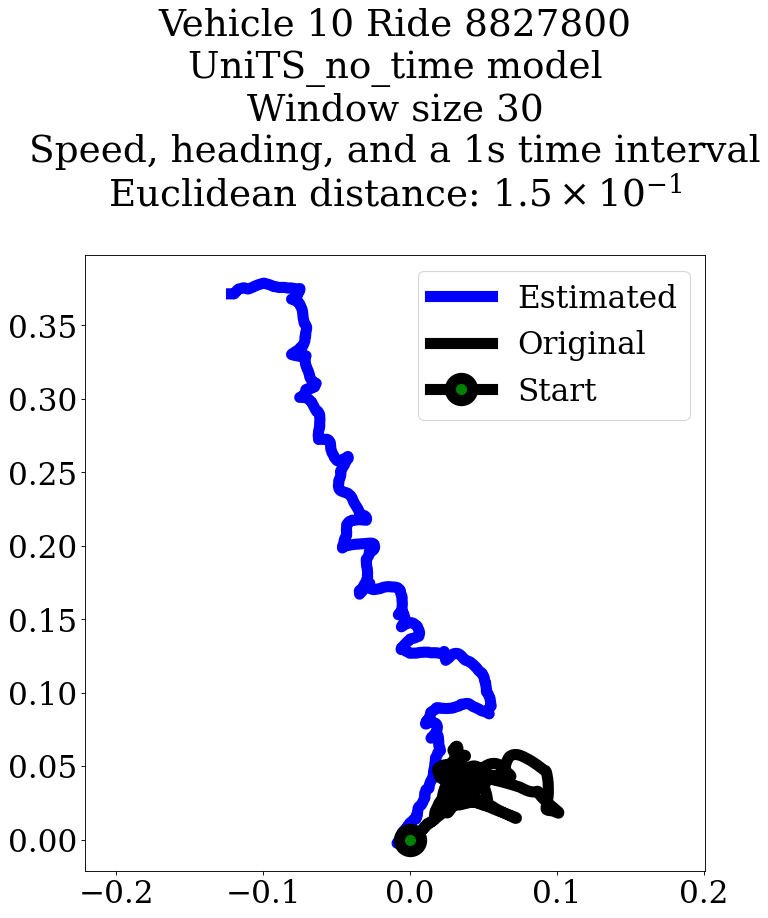 Vehicle 10 Ride 8827800
UniTS_no_time model
Window size 30
Speed, heading, and a 1s time interval
Euclidean distance: 1.5 × 10⁻¹
Estimated
Original
Start
0.35
0.30
0.25
0.20
0.15
0.10
0.05
0.00
−0.2 −0.1 0.0 0.1 0.2